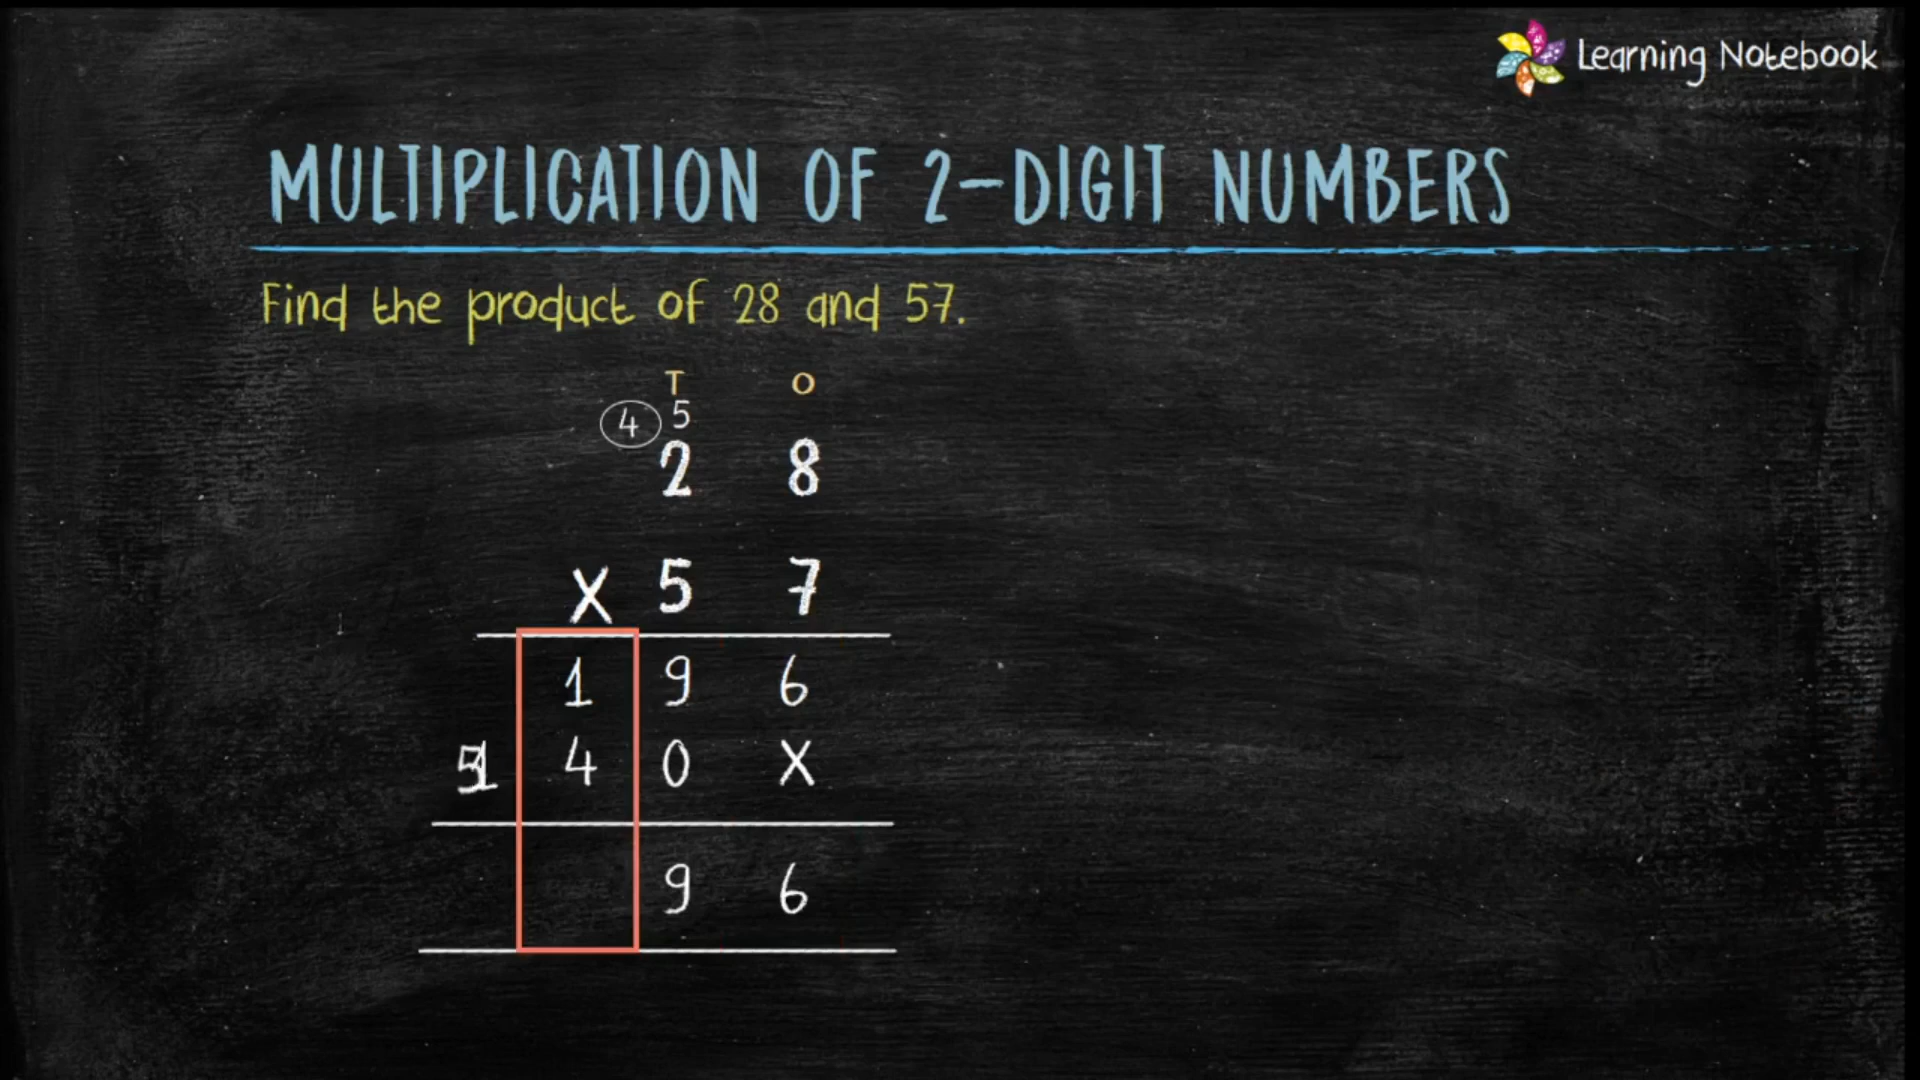 Learning Notebook
MULTIPLICATION OF 2-DIGIT NUMBERS
Find the product of 28 and 57.
T O
4 5
2 8
X 5 7
1 9 6
4 0 X
9 6